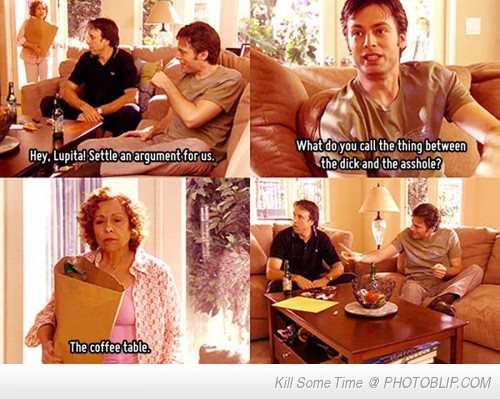 Hey, Lupita! Settle an argument for us.
What do you call the thing between
the dick and the asshole?
The coffee table.
Kill Some Time @ PHOTOBLIP.COM